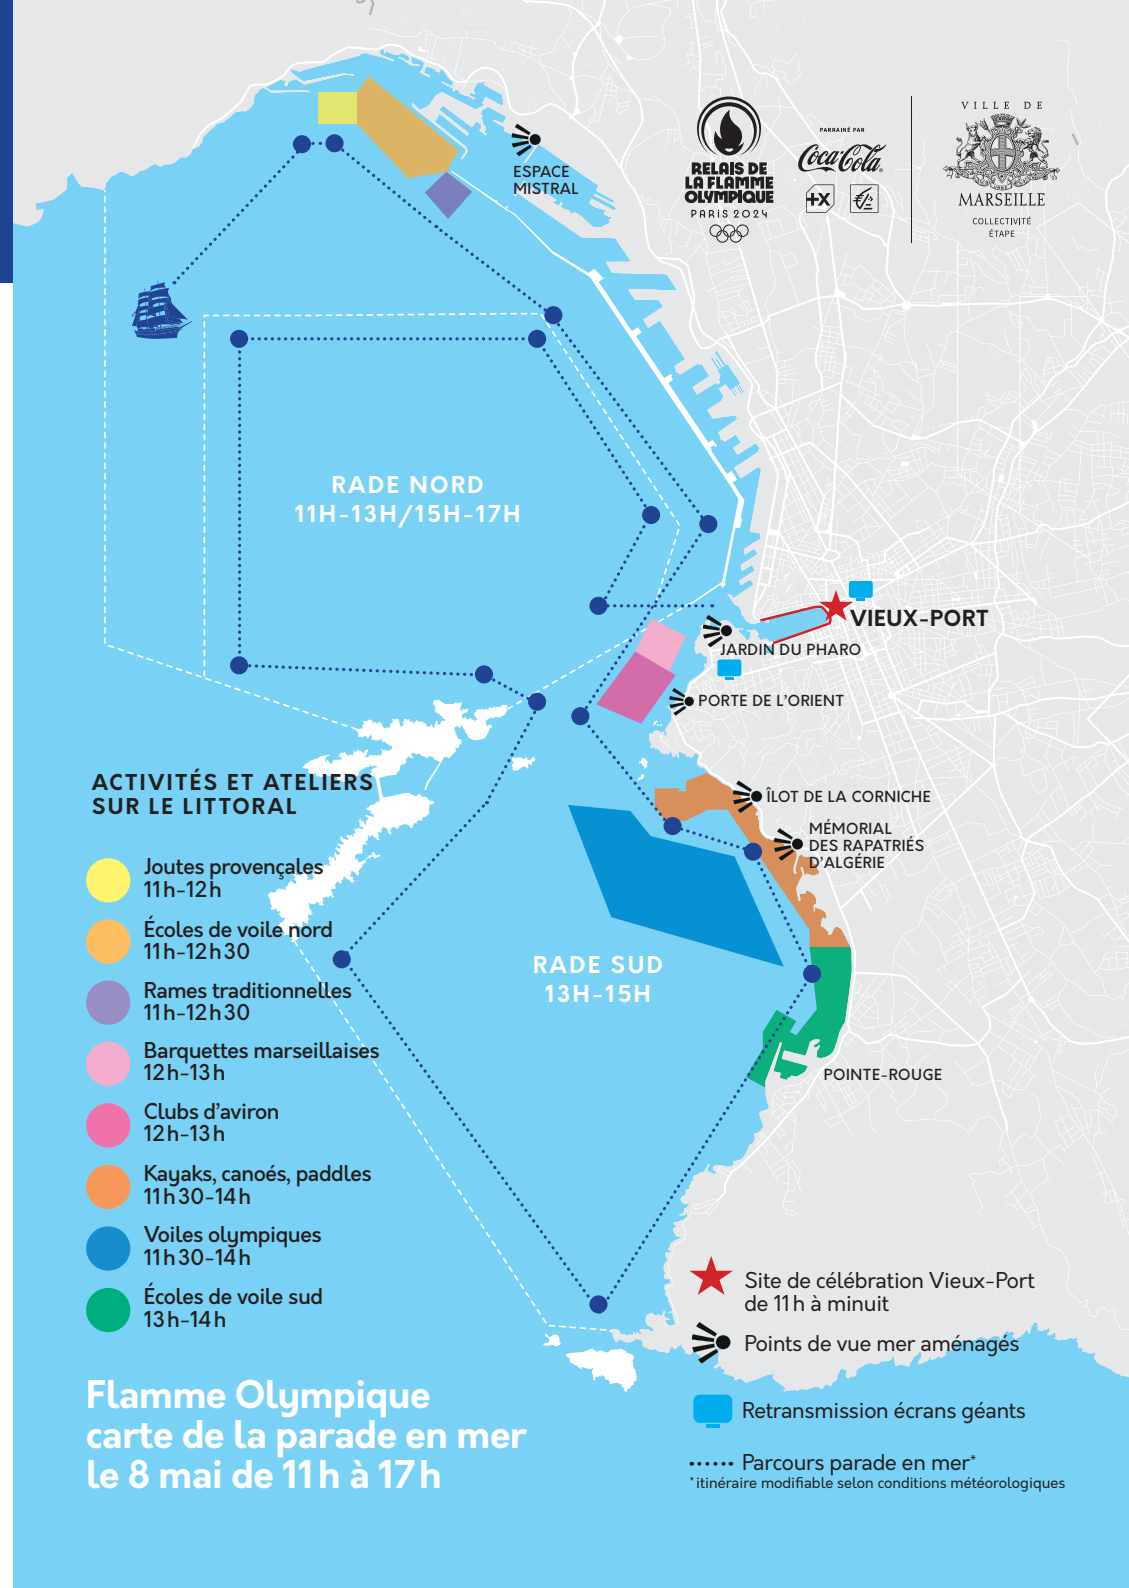 ESPACE
MISTRAL
RELAIS DE
LA FLAMME
OLYMPIQUE
PARIS 2024
PARRAINÉ PAR
Coca-Cola
VILLE DE
MARSEILLE
COLLECTIVITÉ
ÉTAPE
RADE NORD
11H-13H/15H-17H
VIEUX-PORT
JARDIN DU PHARO
PORTE DE L'ORIENT
ÎLOT DE LA CORNICHE
MÉMORIAL
DES RAPATRIÉS
D'ALGÉRIE
RADE SUD
13H-15H
POINTE-ROUGE
ACTIVITÉS ET ATELIERS
SUR LE LITTORAL
Joutes provençales
11h-12h
Écoles de voile nord
11h-12h30
Rames traditionnelles
11h-12h30
Barquettes marseillaises
12h-13h
Clubs d'aviron
12h-13h
Kayaks, canoés, paddles
11h30-14h
Voiles olympiques
11h30-14h
Écoles de voile sud
13h-14h
Flamme Olympique
carte de la parade en mer
le 8 mai de 11h à 17h
Site de célébration Vieux-Port
de 11h à minuit
Points de vue mer aménagés
Retransmission écrans géants
Parcours parade en mer*
*itinéraire modifiable selon conditions météorologiques